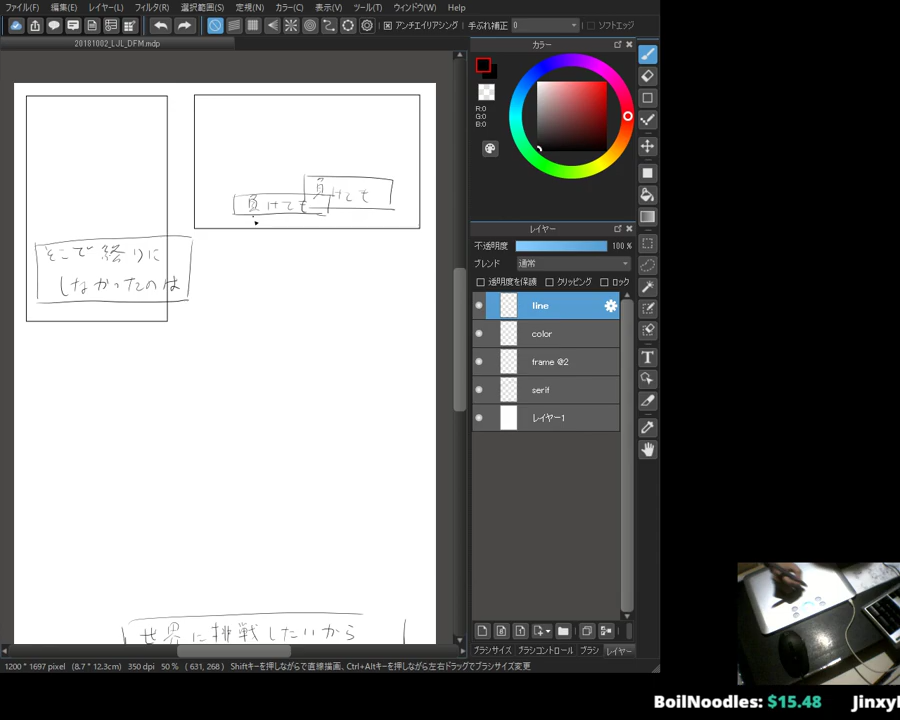 ファイル(F) 編集(E) レイヤー(L) フィルタ(R) 選択範囲(S) 定規(N) カラー(C) 表示(V) ツール(T) ウィンドウ(W) Help
アンチエイリアシング 手ぶれ補正 0 ソフトエッジ
20181002_LJL_DFM.mdp
カラー
R:0
G:0
B:0
負けても
負けても
そこで終りに
しなかったのは
世界に挑戦したいから
レイヤー
不透明度 100 %
ブレンド 通常
透明度を保護 クリッピング ロック
line
color
frame @2
serif
レイヤー1
ブラシサイズ ブラシコントロール ブラシ レイヤー
1200 * 1697 pixel (8.7 * 12.3cm) 350 dpi 50 % ( 631, 268 ) Shiftキーを押しながらで直線描画、Ctrl+Altキーを押しながら左右ドラッグでブラシサイズ変更
BoilNoodles: $15.48 Jinxy